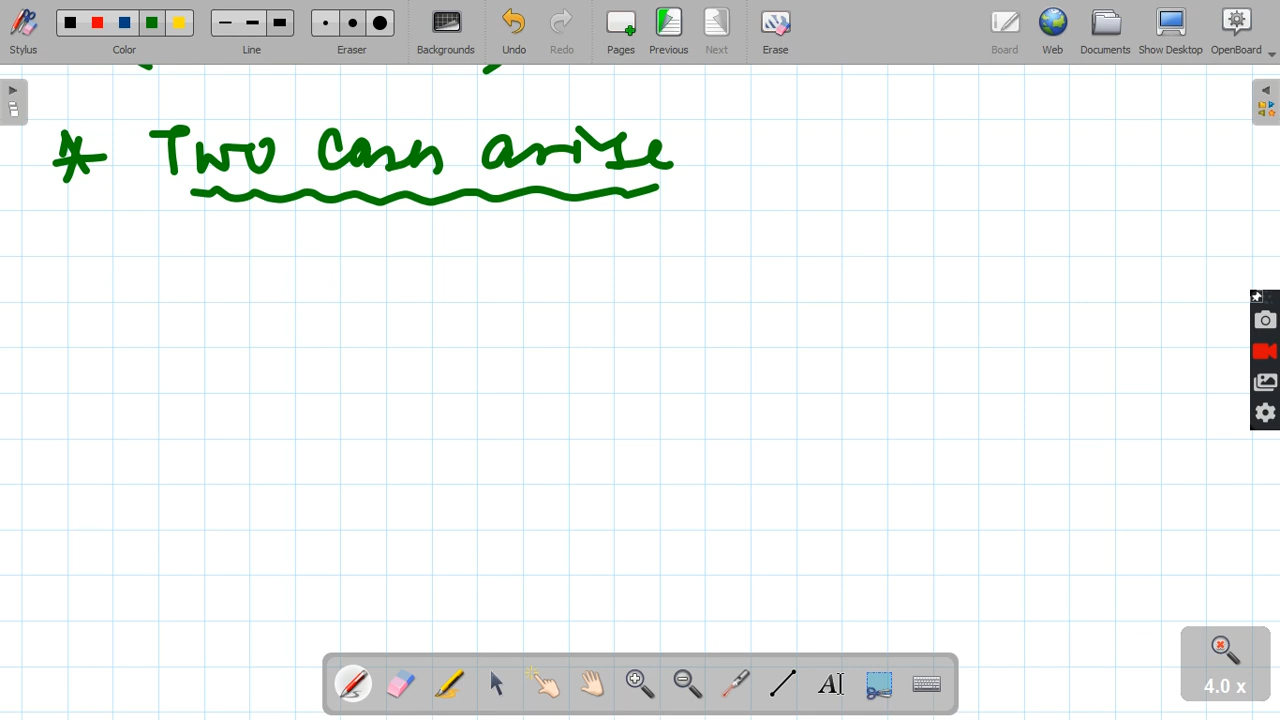 Stylus Color Line Eraser Backgrounds Undo Redo Pages Previous Next Erase Board Web Documents Show Desktop OpenBoard
* Two cases arise
AI
4.0 x